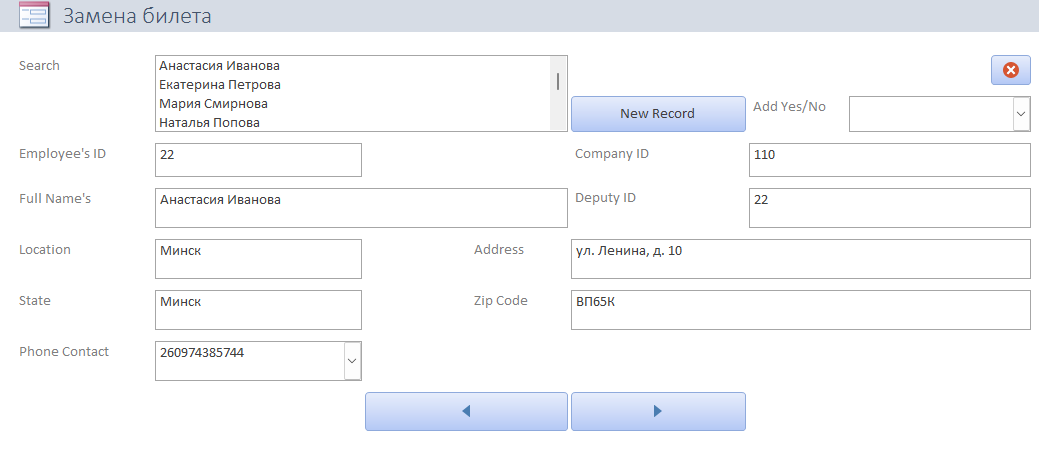 Замена билета
Search
Анастасия Иванова
Екатерина Петрова
Мария Смирнова
Наталья Попова
New Record
Add Yes/No
Employee's ID
22
Company ID
110
Full Name's
Анастасия Иванова
Deputy ID
22
Location
Минск
Address
ул. Ленина, д. 10
State
Минск
Zip Code
ВП65К
Phone Contact
260974385744